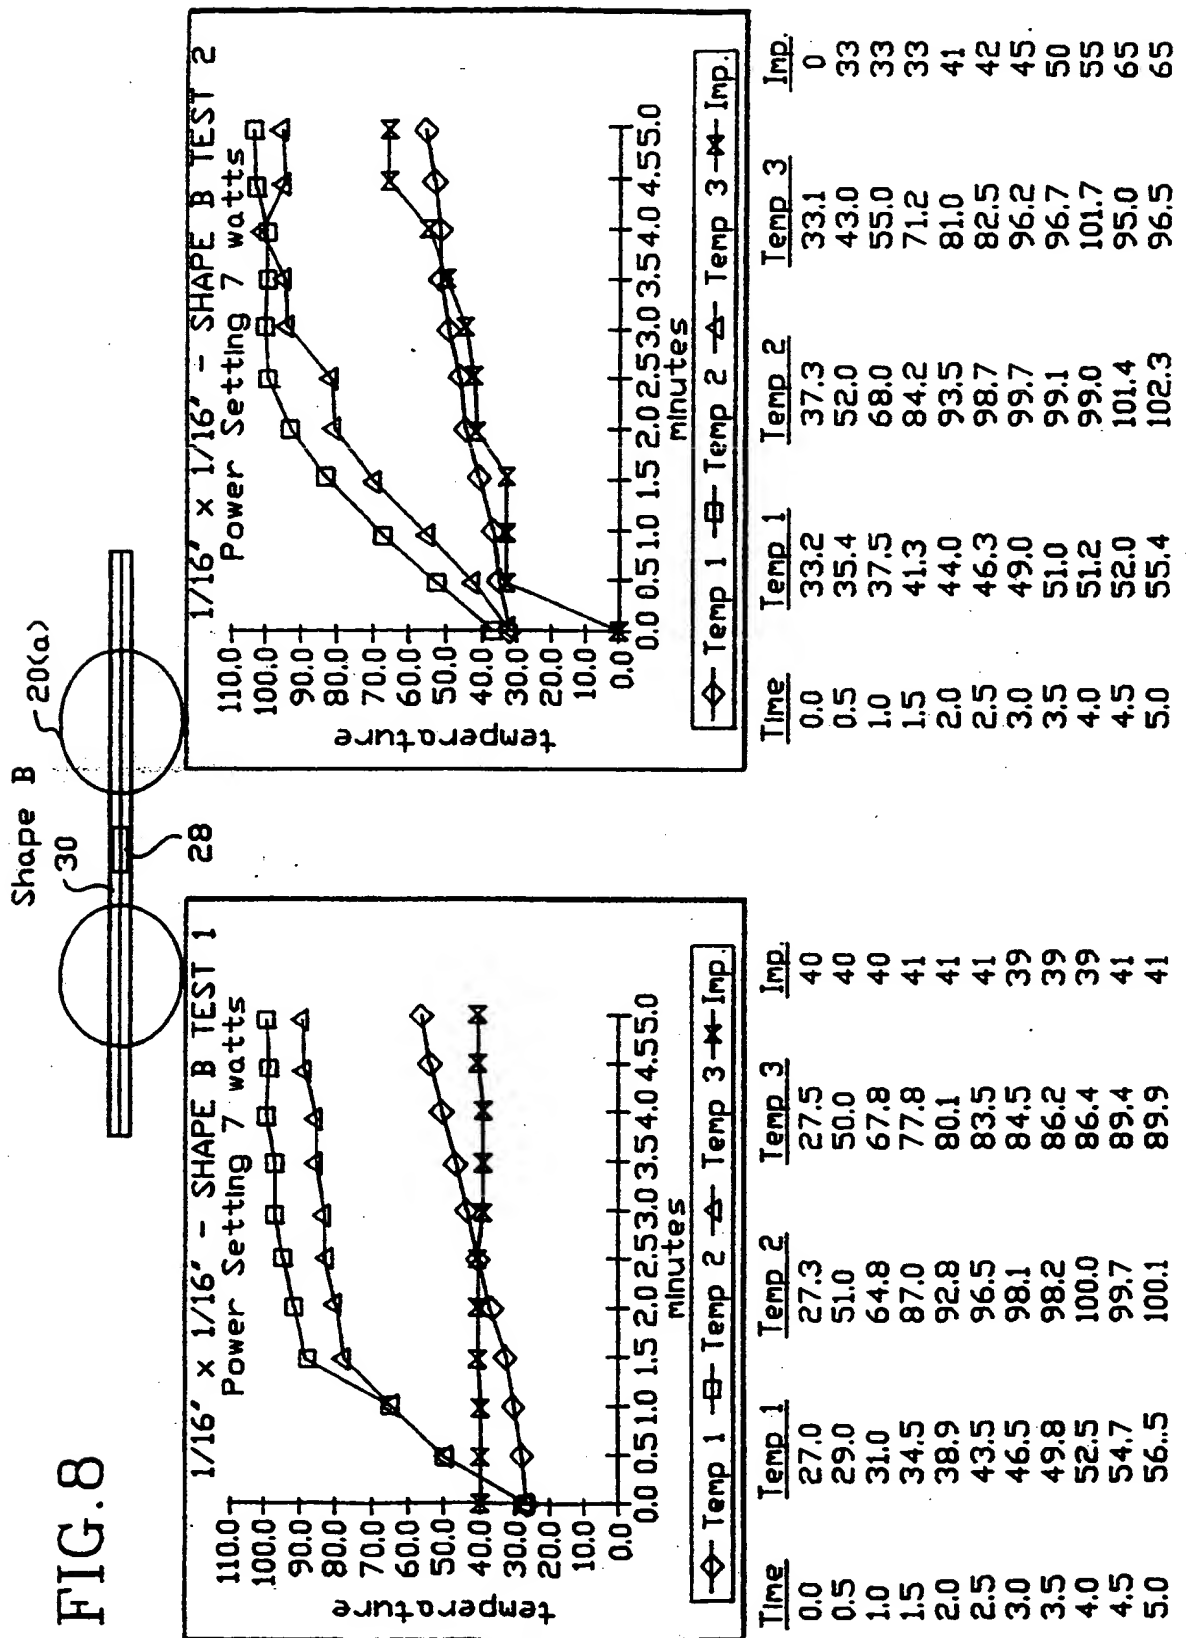 FIG.8
Shape B
30
20(a)
28
1/16" x 1/16" - SHAPE B TEST 1
Power Setting 7 watts
110.0
100.0
90.0
80.0
70.0
60.0
50.0
40.0
30.0
20.0
10.0
0.0
temperature
0.0 0.5 1.0 1.5 2.0 2.5 3.0 3.5 4.0 4.5 5.0
minutes
Temp 1 Temp 2 Temp 3 Imp.
Time Temp 1 Temp 2 Temp 3 Imp.
0.0 27.0 27.3 27.5 40
0.5 29.0 51.0 50.0 40
1.0 31.0 64.8 67.8 40
1.5 34.5 87.0 77.8 41
2.0 38.9 92.8 80.1 41
2.5 43.5 96.5 83.5 41
3.0 46.5 98.1 84.5 39
3.5 49.8 98.2 86.2 39
4.0 52.5 100.0 86.4 39
4.5 54.7 99.7 89.4 41
5.0 56.5 100.1 89.9 41
1/16" x 1/16" - SHAPE B TEST 2
Power Setting 7 watts
110.0
100.0
90.0
80.0
70.0
60.0
50.0
40.0
30.0
20.0
10.0
0.0
temperature
0.0 0.5 1.0 1.5 2.0 2.5 3.0 3.5 4.0 4.5 5.0
minutes
Temp 1 Temp 2 Temp 3 Imp.
Time Temp 1 Temp 2 Temp 3 Imp.
0.0 33.2 37.3 33.1 0
0.5 35.4 52.0 43.0 33
1.0 37.5 68.0 55.0 33
1.5 41.3 84.2 71.2 33
2.0 44.0 93.5 81.0 41
2.5 46.3 98.7 82.5 42
3.0 49.0 99.7 96.2 45
3.5 51.0 99.1 96.7 50
4.0 51.2 99.0 101.7 55
4.5 52.0 101.4 95.0 65
5.0 55.4 102.3 96.5 65